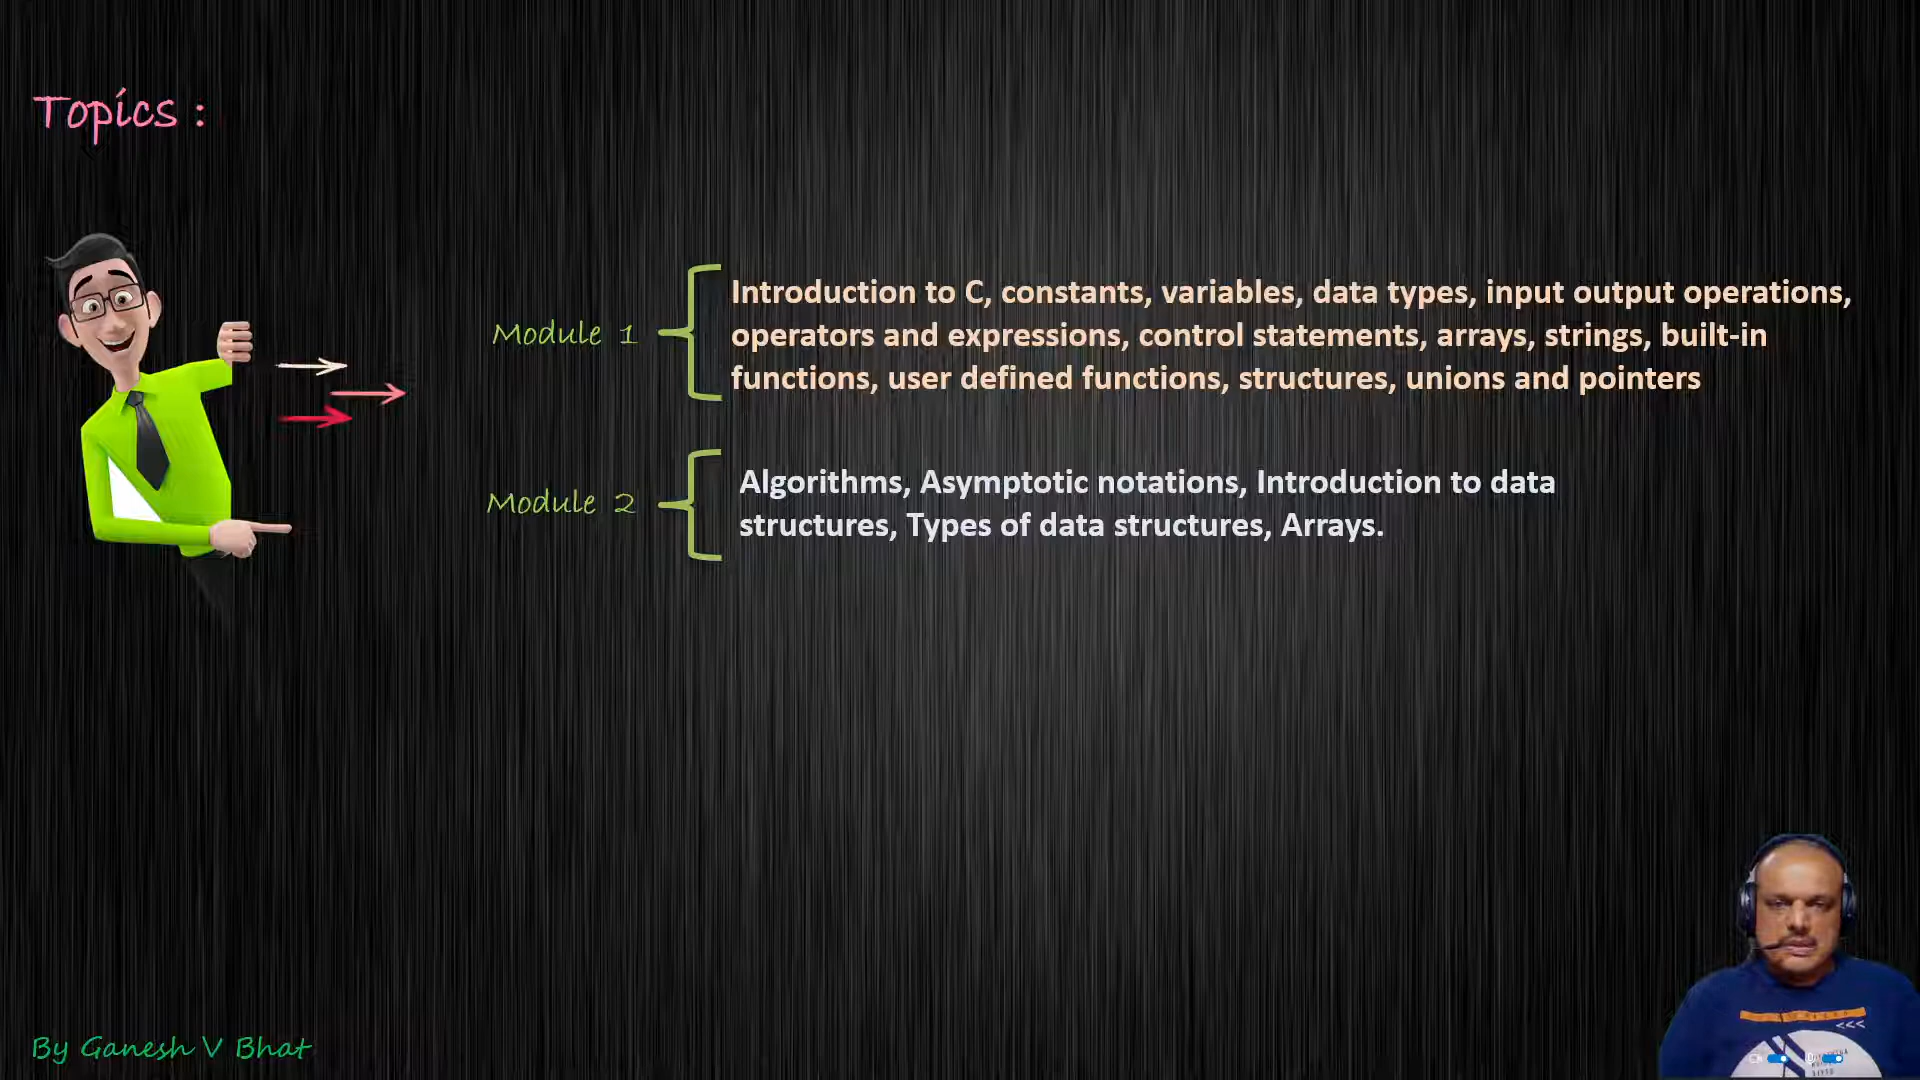 Topics :
Module 1
Introduction to C, constants, variables, data types, input output operations,
operators and expressions, control statements, arrays, strings, built-in
functions, user defined functions, structures, unions and pointers
Module 2
Algorithms, Asymptotic notations, Introduction to data
structures, Types of data structures, Arrays.
By Ganesh V Bhat
<<<